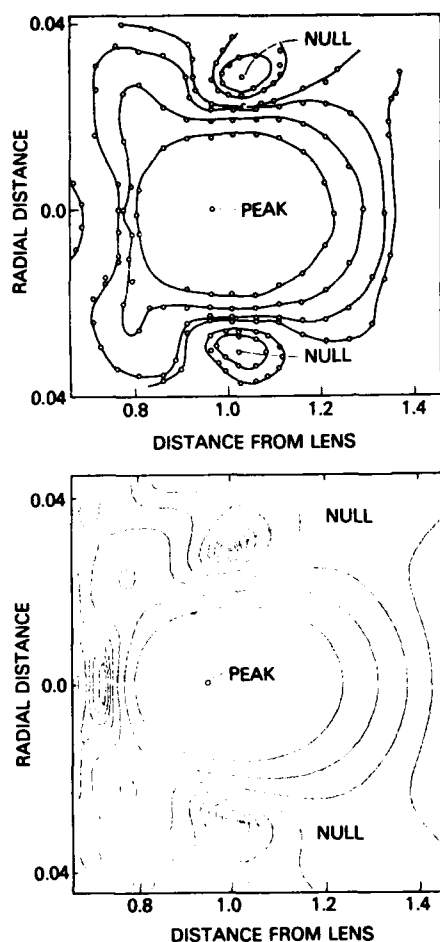 0.04
NULL
RADIAL DISTANCE
0.0
PEAK
NULL
0.04
0.8
1.0
1.2
1.4
DISTANCE FROM LENS
0.04
NULL
RADIAL DISTANCE
PEAK
0.0
NULL
0.04
0.8
1.0
1.2
1.4
DISTANCE FROM LENS